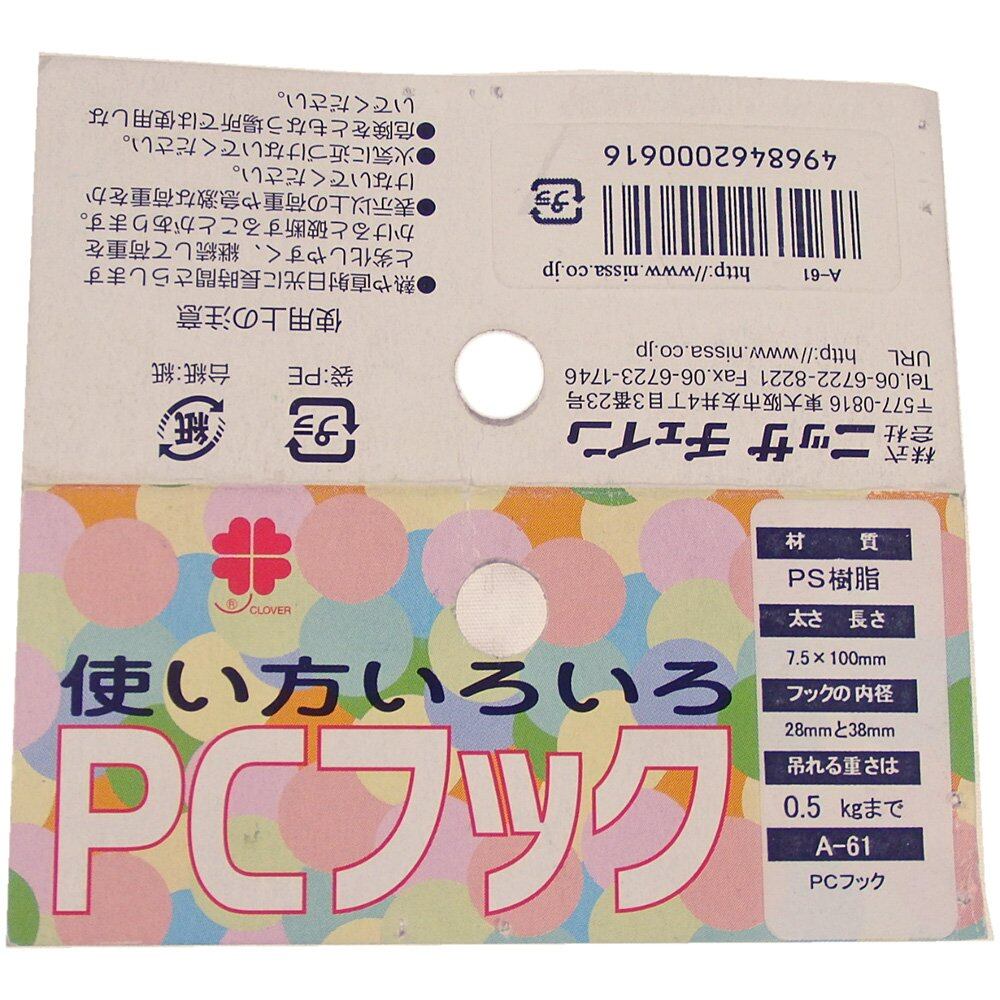 ® CLOVER
使い方いろいろ
PCフック
材　質
PS樹脂
太さ 長さ
7.5×100mm
フックの内径
28mmと38mm
吊れる重さは
0.5 kgまで
A-61
PCフック
株式会社 ニッサ チェイン
〒577-0816 東大阪市友井4丁目3番23号
Tel.06-6722-8221 Fax.06-6723-1746
URL http://www.nissa.co.jp
A-61
http://www.nissa.co.jp
プラ
4968462000616
プラ
袋:PE
紙
台紙:紙
使用上の注意
●熱や直射日光に長時間さらさらします
と劣化しやすく、継続して荷重を
かけると破断することがあります。
●表示以上の荷重や急激な荷重をか
けないでください。
●火気に近づけないでください。
●危険をともなう場所では使用しな
いでください。